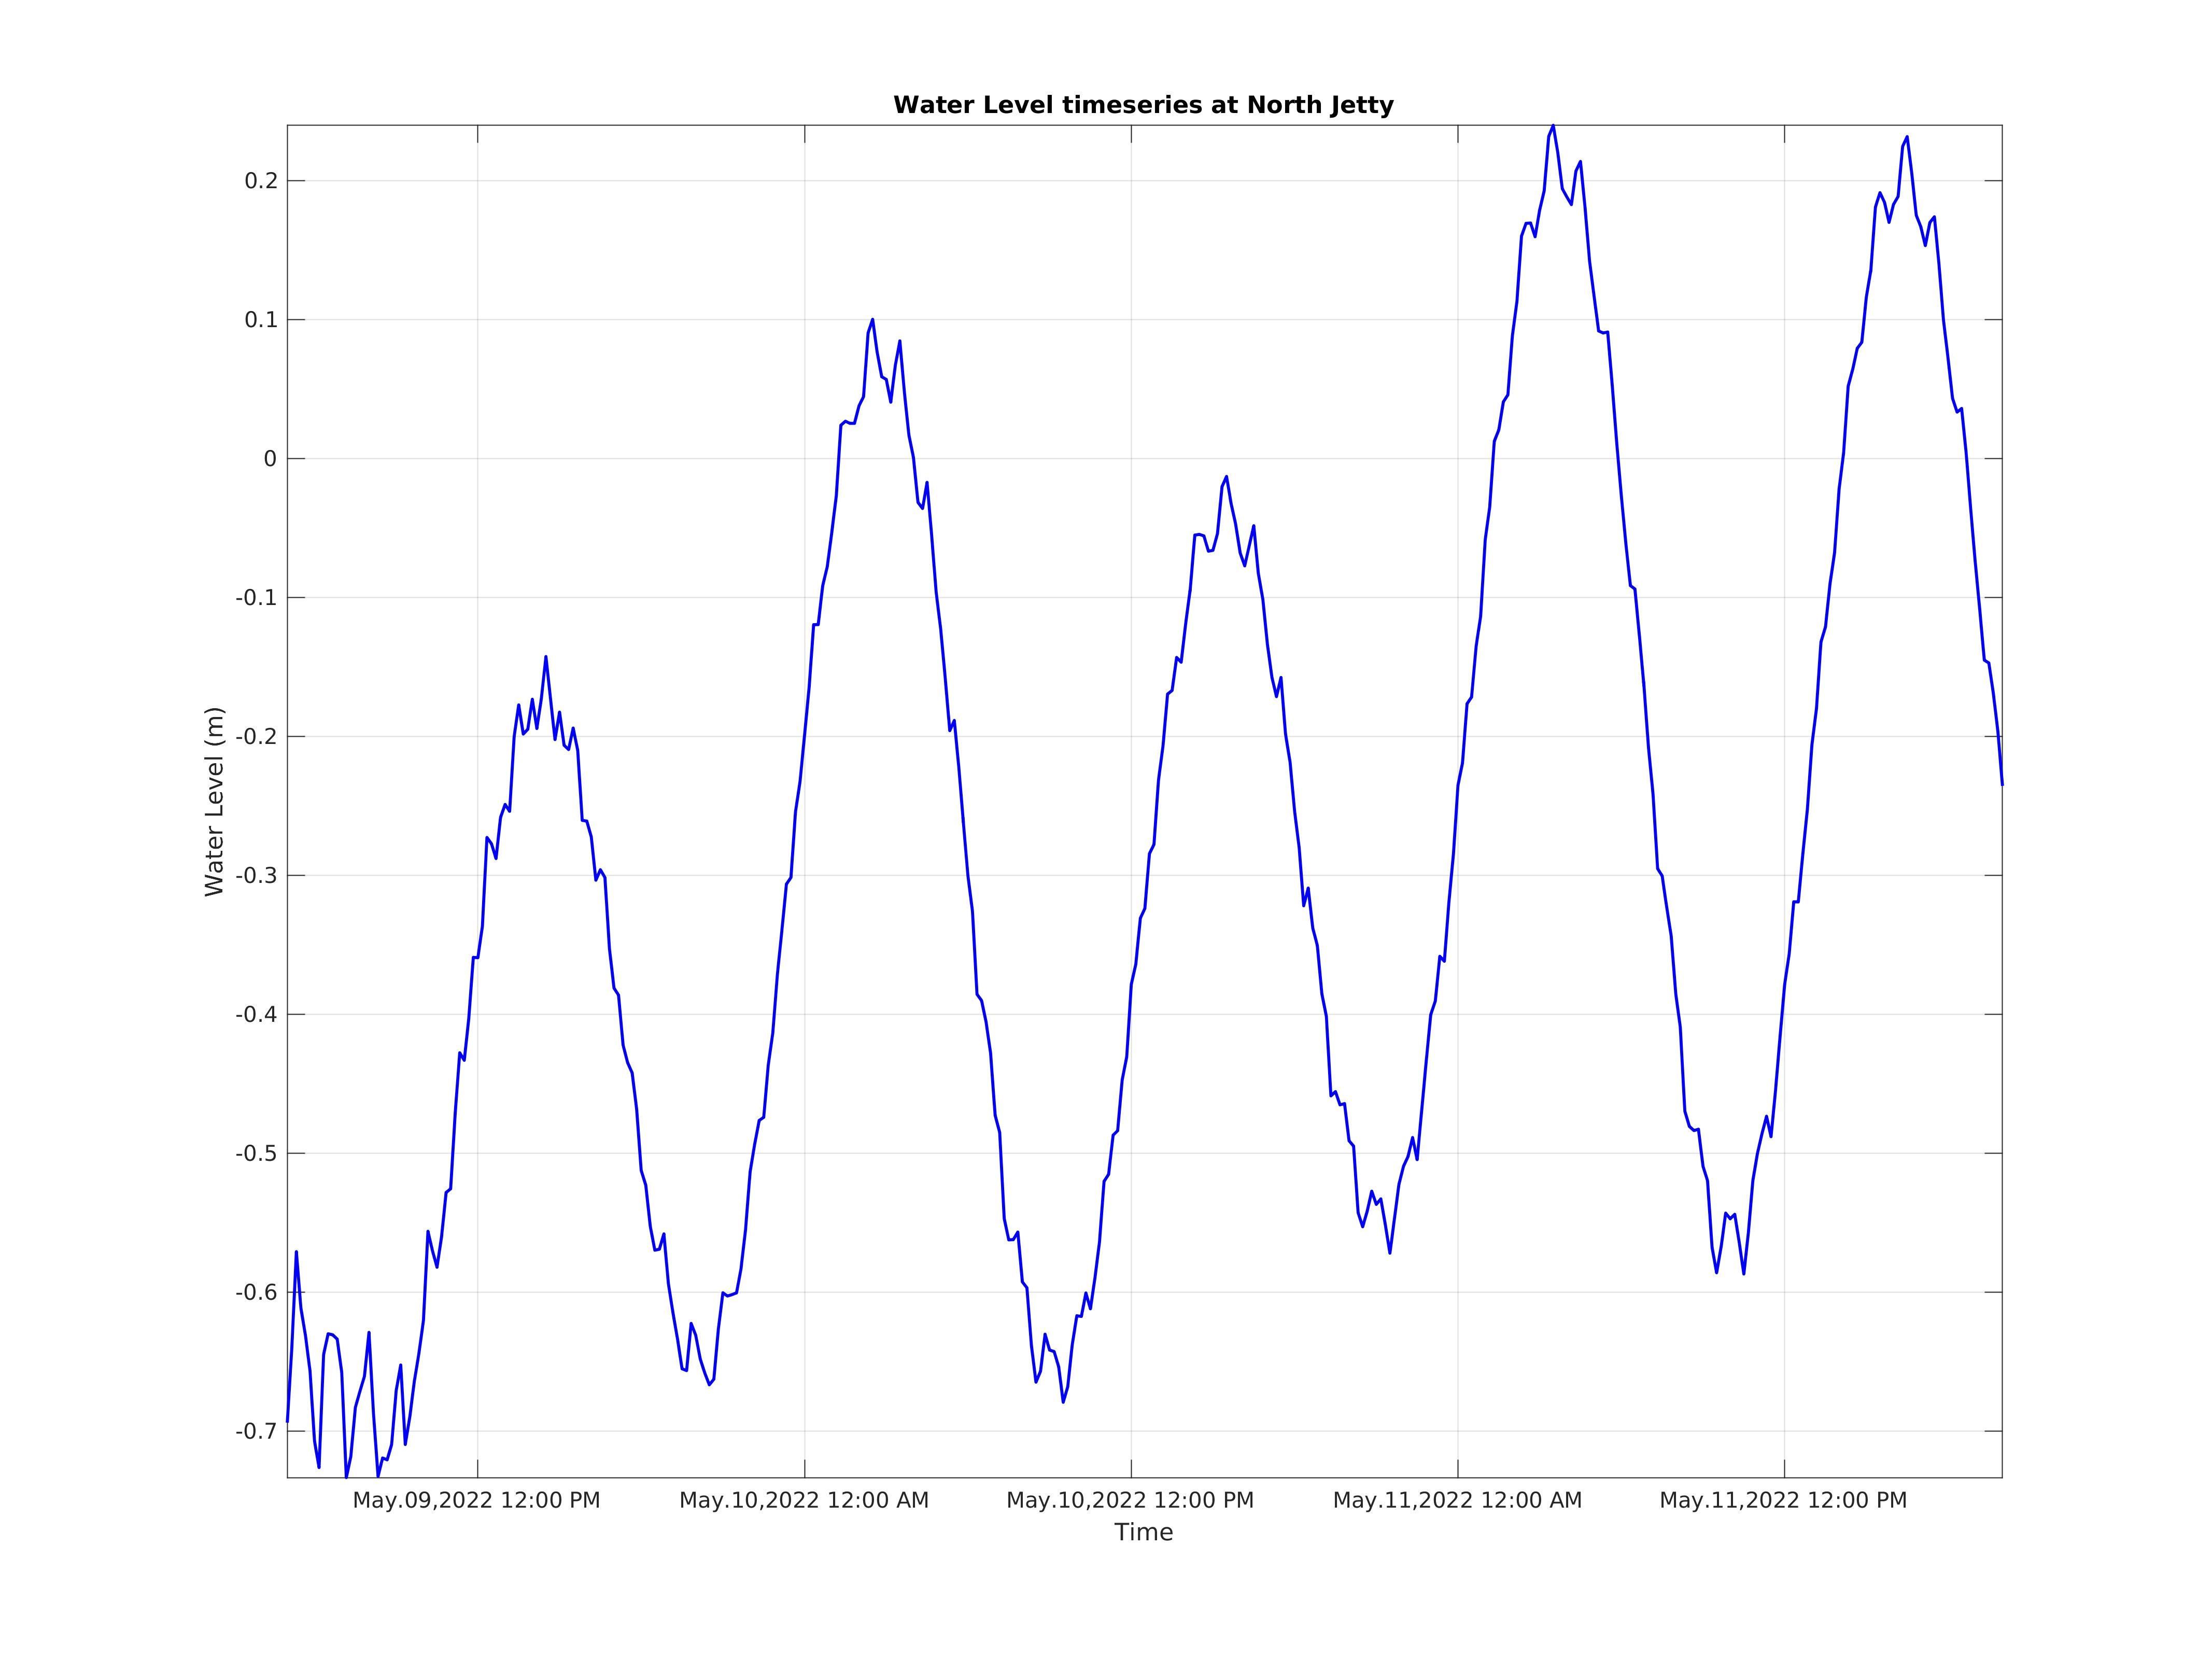 Water Level timeseries at North Jetty
0.2
0.1
0
-0.1
-0.2
-0.3
-0.4
-0.5
-0.6
-0.7
Water Level (m)
May.09,2022 12:00 PM May.10,2022 12:00 AM May.10,2022 12:00 PM May.11,2022 12:00 AM May.11,2022 12:00 PM
Time